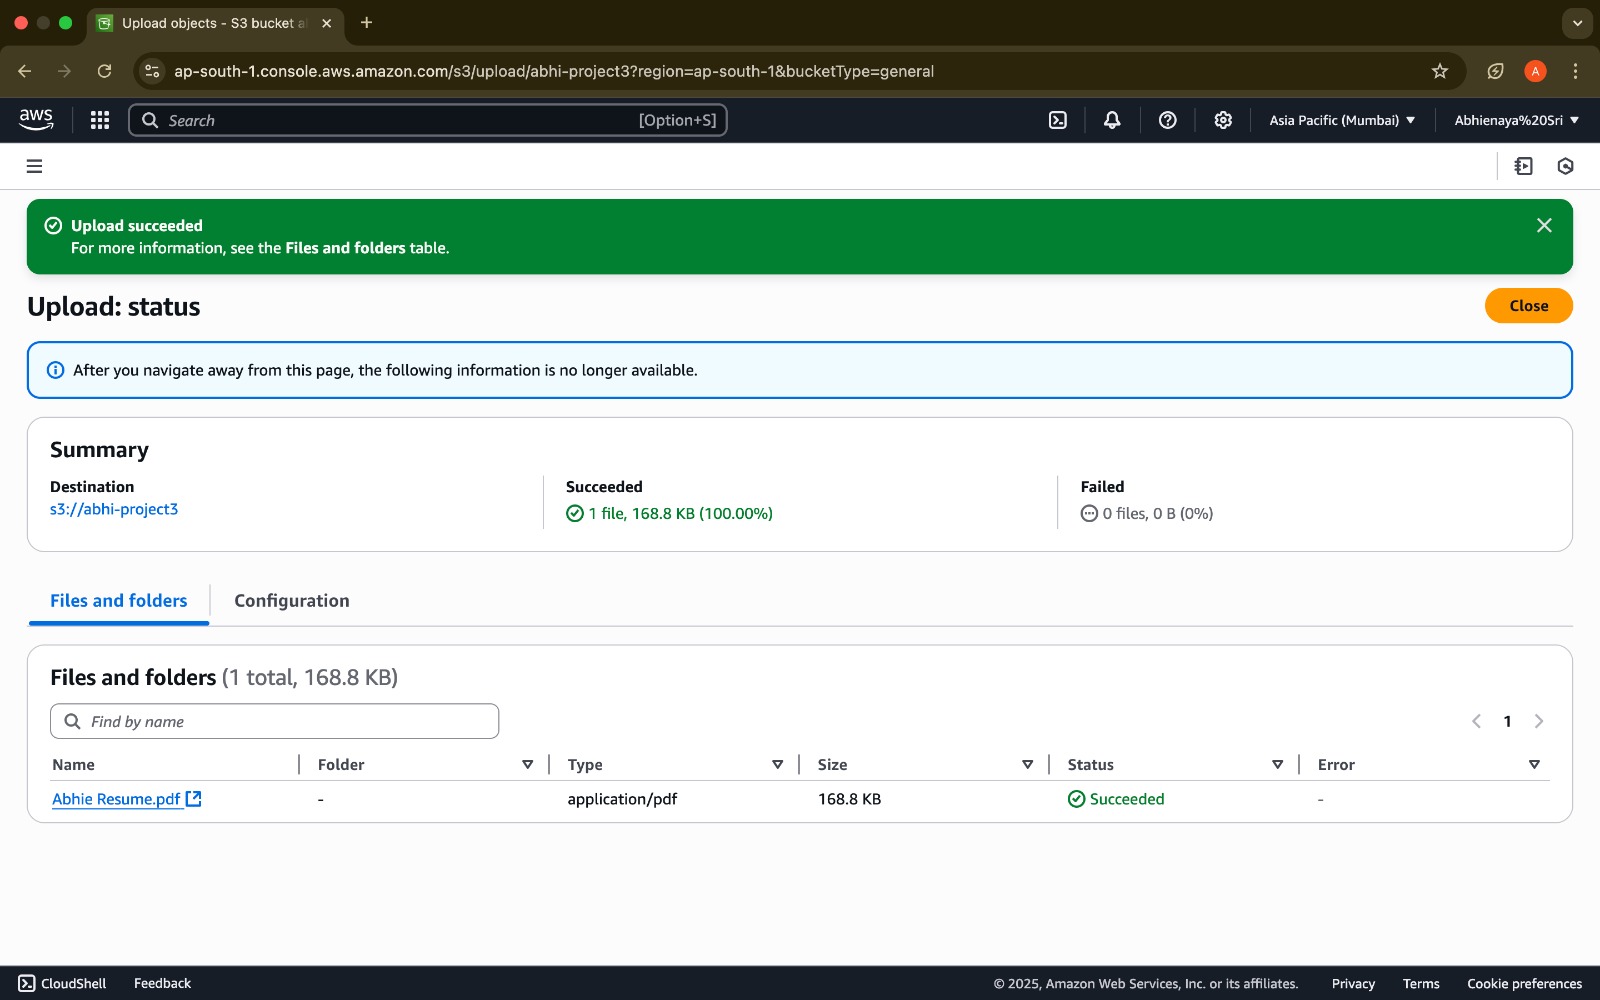 Upload objects - S3 bucket a
ap-south-1.console.aws.amazon.com/s3/upload/abhi-project3?region=ap-south-1&bucketType=general
A
aws
Search
[Option+S]
Asia Pacific (Mumbai)
Abhienaya%20Sri
Upload succeeded
For more information, see the Files and folders table.
Upload: status
Close
After you navigate away from this page, the following information is no longer available.
Summary
Destination
s3://abhi-project3
Succeeded
1 file, 168.8 KB (100.00%)
Failed
0 files, 0 B (0%)
Files and folders
Configuration
Files and folders (1 total, 168.8 KB)
Find by name
1
Name Folder Type Size Status Error
Abhie Resume.pdf - application/pdf 168.8 KB Succeeded -
CloudShell Feedback © 2025, Amazon Web Services, Inc. or its affiliates. Privacy Terms Cookie preferences